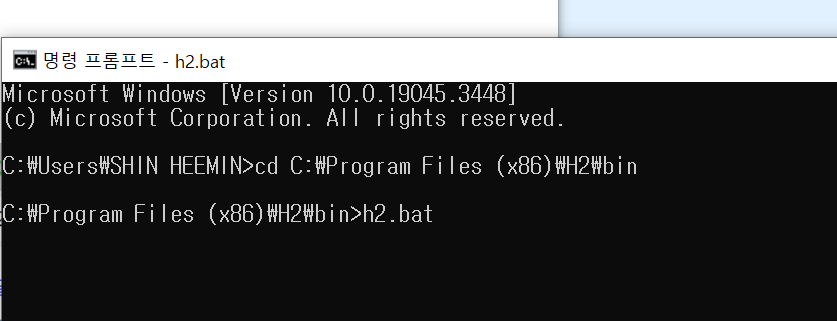 명령 프롬프트 - h2.bat
Microsoft Windows [Version 10.0.19045.3448]
(c) Microsoft Corporation. All rights reserved.
C:₩Users₩SHIN HEEMIN>cd C:₩Program Files (x86)₩H2₩bin
C:₩Program Files (x86)₩H2₩bin>h2.bat